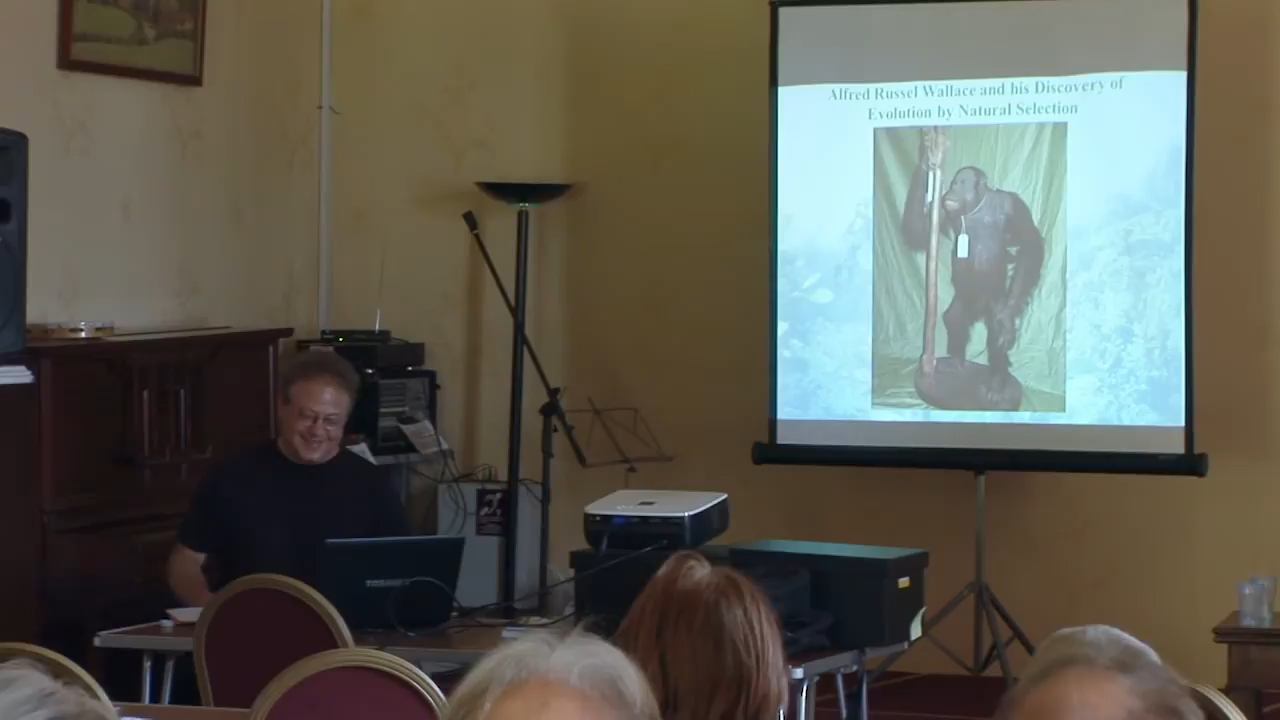 Alfred Russel Wallace and his Discovery of
Evolution by Natural Selection